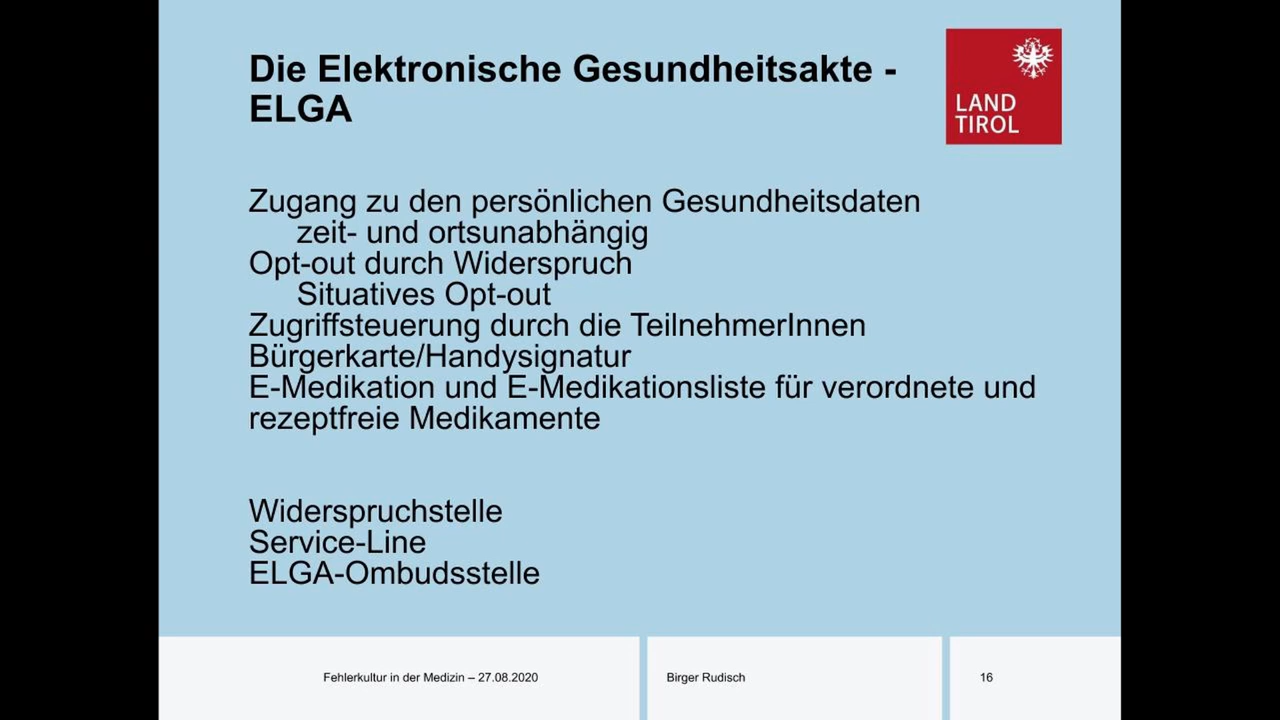 Die Elektronische Gesundheitsakte -
ELGA
LAND
TIROL
Zugang zu den persönlichen Gesundheitsdaten
zeit- und ortsunabhängig
Opt-out durch Widerspruch
Situatives Opt-out
Zugriffsteuerung durch die TeilnehmerInnen
Bürgerkarte/Handysignatur
E-Medikation und E-Medikationsliste für verordnete und
rezeptfreie Medikamente
Widerspruchstelle
Service-Line
ELGA-Ombudsstelle
Fehlerkultur in der Medizin – 27.08.2020
Birger Rudisch
16